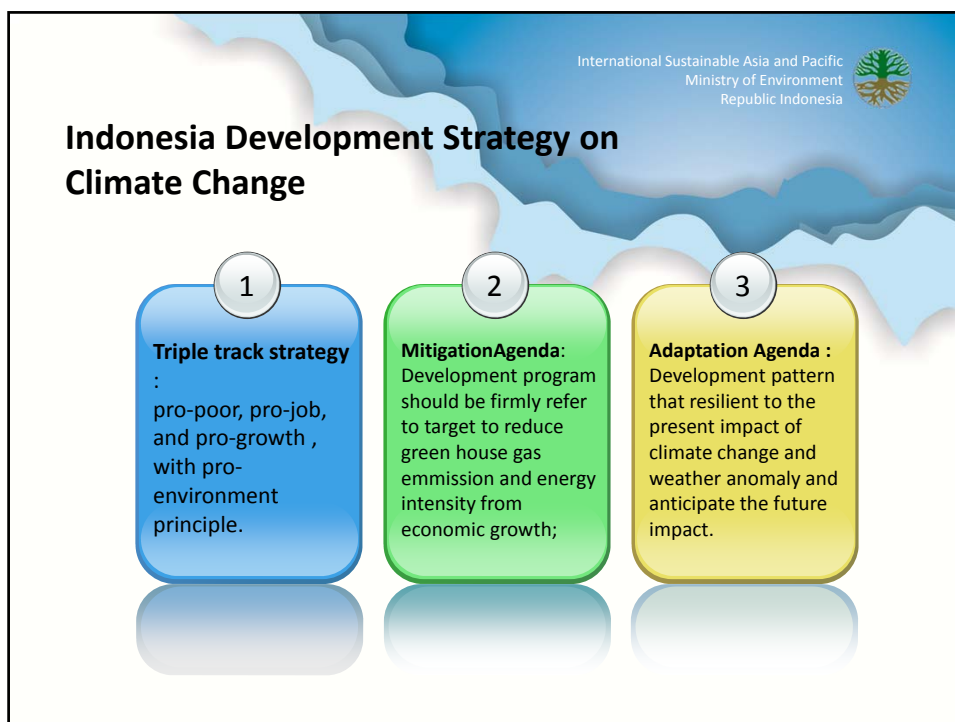 International Sustainable Asia and Pacific
Ministry of Environment
Republic Indonesia
Indonesia Development Strategy on
Climate Change
1
Triple track strategy
:
pro-poor, pro-job,
and pro-growth ,
with pro-
environment
principle.
2
MitigationAgenda:
Development program
should be firmly refer
to target to reduce
green house gas
emmission and energy
intensity from
economic growth;
3
Adaptation Agenda :
Development pattern
that resilient to the
present impact of
climate change and
weather anomaly and
anticipate the future
impact.